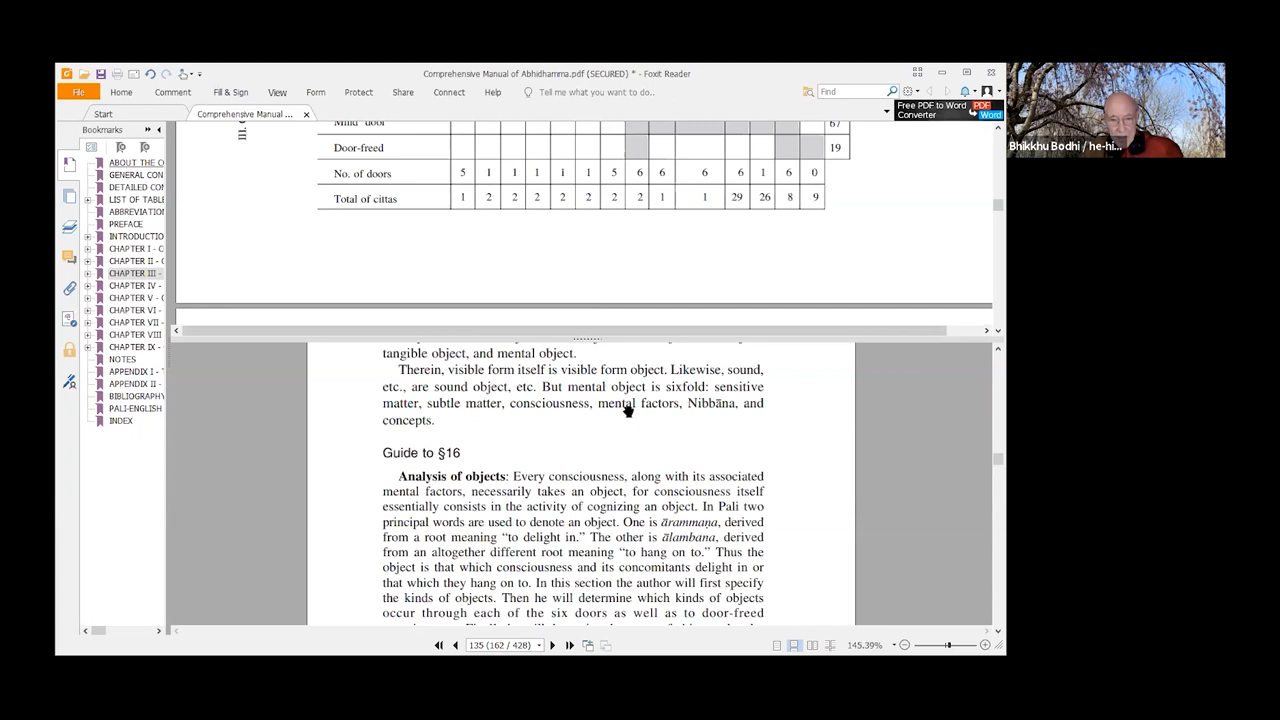 Comprehensive Manual of Abhidhamma.pdf (SECURED) * - Foxit Reader
File Home Comment Fill & Sign View Form Protect Share Connect Help Tell me what you want to do.. Find
Start Comprehensive Manual ... × Free PDF to Word Converter PDF Word
Bookmarks
ABOUT THE C
GENERAL CON
DETAILED CON
LIST OF TABLE
ABBREVIATION
PREFACE
INTRODUCTIO
CHAPTER I - C
CHAPTER II - C
CHAPTER III -
CHAPTER IV -
CHAPTER V - C
CHAPTER VI -
CHAPTER VII -
CHAPTER VIII
CHAPTER IX -
NOTES
APPENDIX I - T
APPENDIX II -
BIBLIOGRAPHY
PALI-ENGLISH
INDEX
Mind door 67
Door-freed 19
No. of doors 5 1 1 1 1 1 5 6 6 6 6 1 6 0
Total of cittas 1 2 2 2 2 2 2 2 1 1 29 26 8 9
tangible object, and mental object.
Therein, visible form itself is visible form object. Likewise, sound,
etc., are sound object, etc. But mental object is sixfold: sensitive
matter, subtle matter, consciousness, mental factors, Nibbāna, and
concepts.
Guide to §16
Analysis of objects: Every consciousness, along with its associated
mental factors, necessarily takes an object, for consciousness itself
essentially consists in the activity of cognizing an object. In Pali two
principal words are used to denote an object. One is ārammaṇa, derived
from a root meaning “to delight in.” The other is ālambana, derived
from an altogether different root meaning “to hang on to.” Thus the
object is that which consciousness and its concomitants delight in or
that which they hang on to. In this section the author will first specify
the kinds of objects. Then he will determine which kinds of objects
occur through each of the six doors as well as to door-freed
135 (162 / 428) 145.39%
Bhikkhu Bodhi / he-hi...